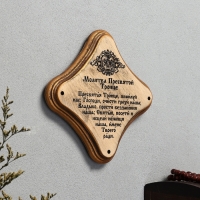 Молитва Пресвятой
Троице
Пресвятая Троице, помилуй
нас; Господи, очисти грехи наша;
Владыко, прости беззакония
наша; Святый, посети и
исцели немощи
наша, имене
Твоего
ради.